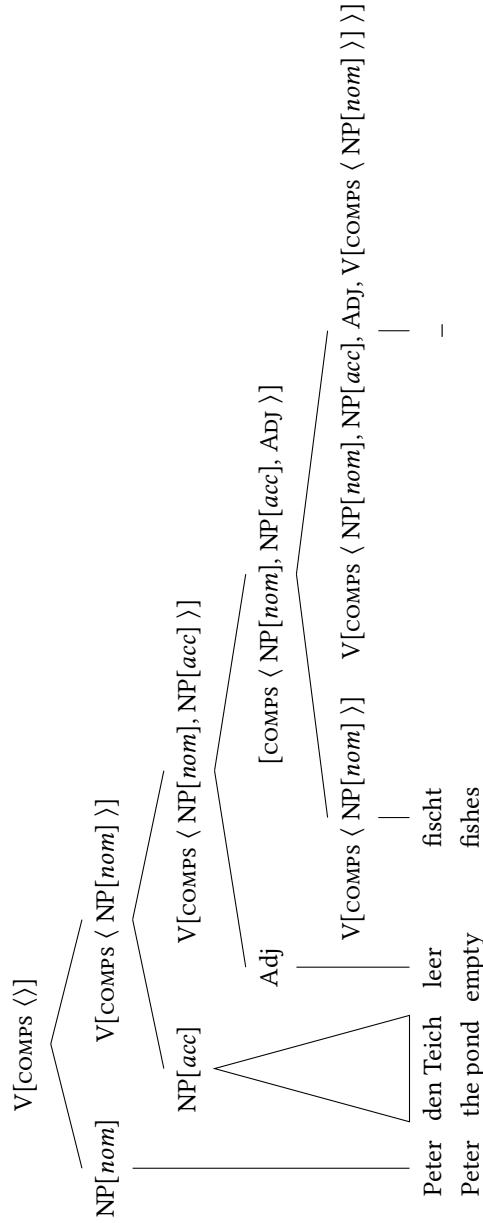 V[COMPS ⟨⟩]
NP[nom] V[COMPS ⟨ NP[nom] ⟩]
NP[acc] V[COMPS ⟨ NP[nom], NP[acc] ⟩]
Adj [COMPS ⟨ NP[nom], NP[acc], ADJ ⟩]
V[COMPS ⟨ NP[nom] ⟩] V[COMPS ⟨ NP[nom], NP[acc], ADJ, V[COMPS ⟨ NP[nom] ⟩] ⟩]
Peter den Teich leer fischt –
Peter the pond empty fishes